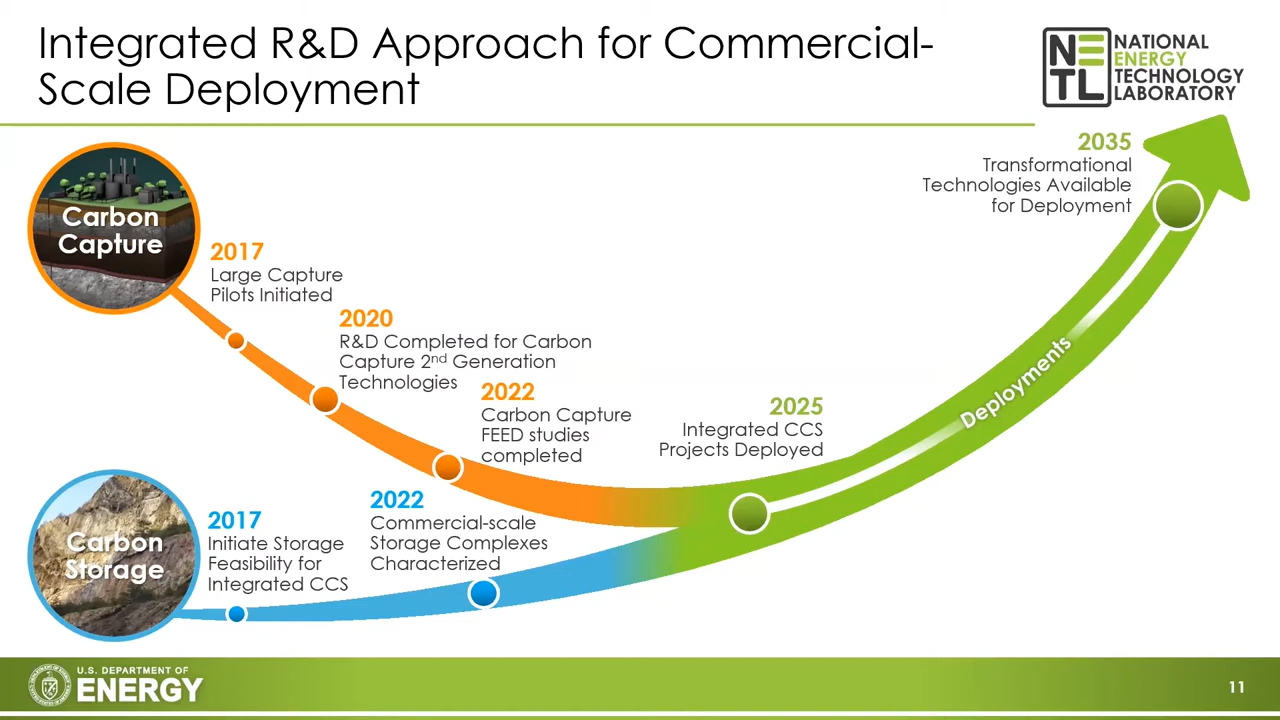 Integrated R&D Approach for Commercial-
Scale Deployment
NETL
NATIONAL
ENERGY
TECHNOLOGY
LABORATORY
2035
Transformational
Technologies Available
for Deployment
Carbon
Capture
2017
Large Capture
Pilots Initiated
2020
R&D Completed for Carbon
Capture 2nd Generation
Technologies
2022
Carbon Capture
FEED studies
completed
2025
Integrated CCS
Projects Deployed
Deployments
Carbon
Storage
2017
Initiate Storage
Feasibility for
Integrated CCS
2022
Commercial-scale
Storage Complexes
Characterized
U.S. DEPARTMENT OF
ENERGY
11